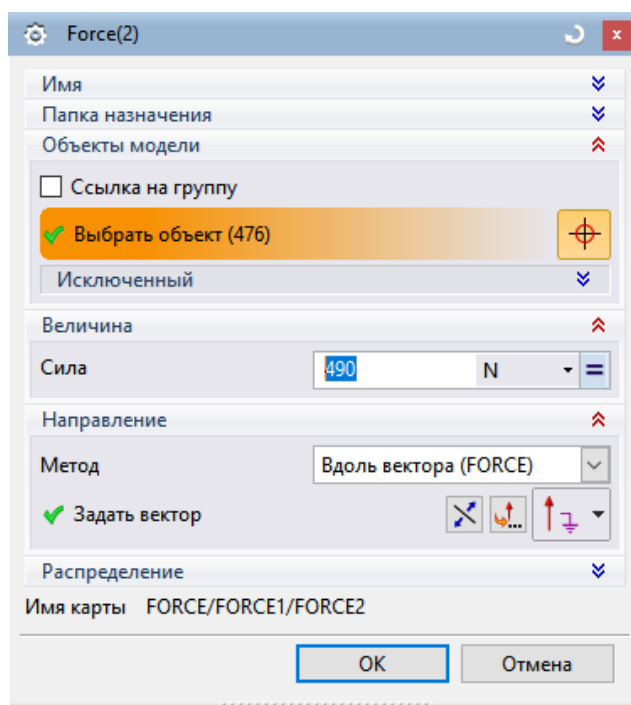 Force(2)
Имя
Папка назначения
Объекты модели
Ссылка на группу
Выбрать объект (476)
Исключенный
Величина
Сила 490 N
Направление
Метод Вдоль вектора (FORCE)
Задать вектор
Распределение
Имя карты FORCE/FORCE1/FORCE2
OK Отмена